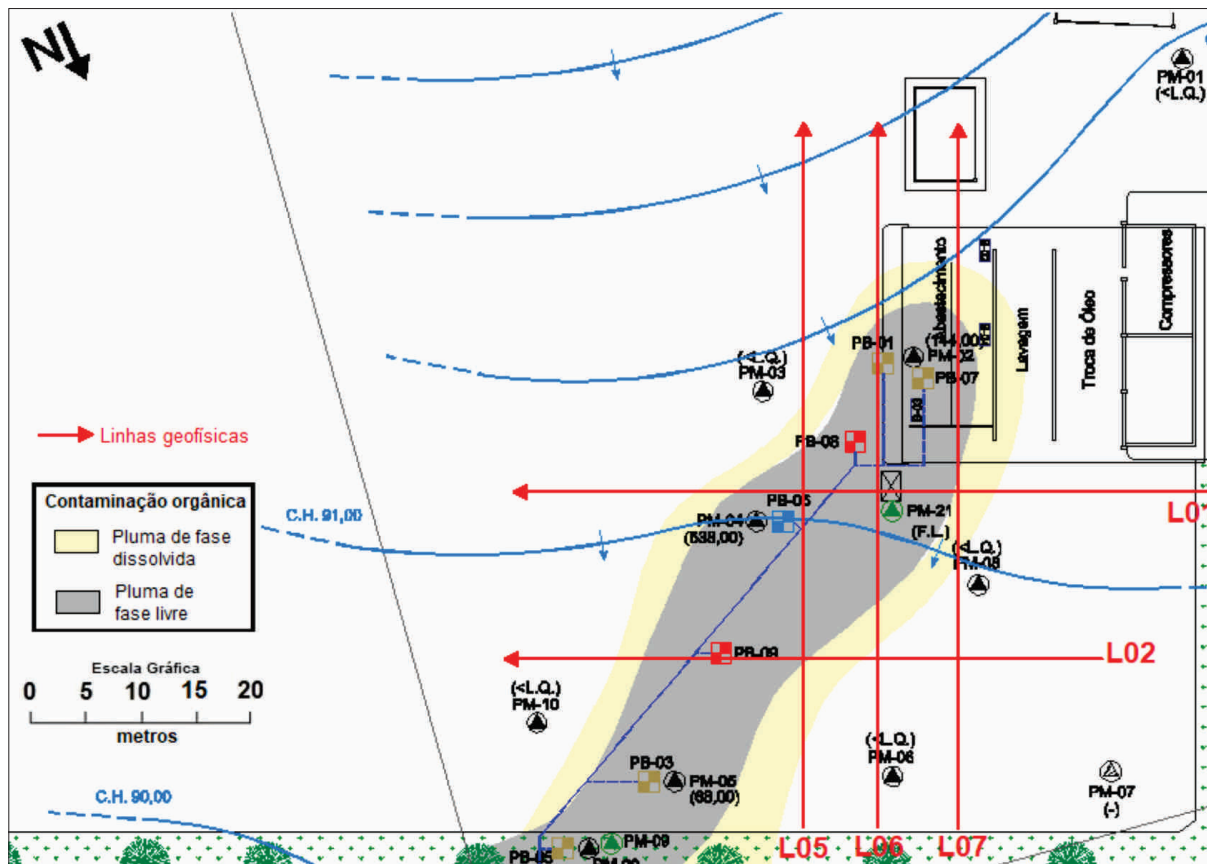 N
PM-01
(<L.Q.)
Abastecimento
Lavagem
Troca de Óleo
Compressores
PB-01
(144,00)
PM-02
PB-07
B-03
(<L.Q.)
PM-03
PB-08
Linhas geofísicas
L01
PM-21
(F.L.)
PM-04
(538,00)
C.H. 91,00
(<L.Q.)
PM-08
Contaminação orgânica
Pluma de fase
dissolvida
Pluma de
fase livre
Escala Gráfica
0 5 10 15 20
metros
PB-09
L02
(<L.Q.)
PM-10
(<L.Q.)
PM-06
PB-03
PM-05
(68,00)
PM-07
(-)
C.H. 90,00
PB-05
PM-09
L05 L06 L07